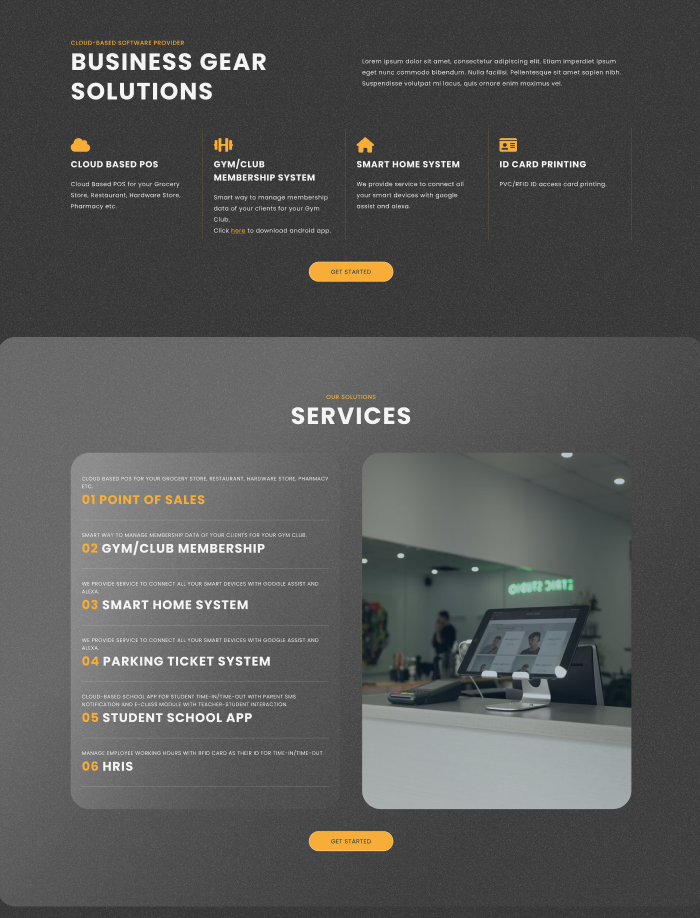 CLOUD-BASED SOFTWARE PROVIDER
BUSINESS GEAR
SOLUTIONS
Lorem ipsum dolor sit amet, consectetur adipiscing elit. Etiam imperdiet ipsum
eget nunc commodo bibendum. Nulla facilisi. Pellentesque sit amet sapien nibh.
Suspendisse volutpat mi lacus, quis ornare enim maximus vel.
CLOUD BASED POS
Cloud Based POS for your Grocery
Store, Restaurant, Hardware Store,
Pharmacy etc.
GYM/CLUB
MEMBERSHIP SYSTEM
Smart way to manage membership
data of your clients for your Gym
Club.
Click here to download android app.
SMART HOME SYSTEM
We provide service to connect all
your smart devices with google
assist and alexa.
ID CARD PRINTING
PVC/RFID ID access card printing.
GET STARTED
OUR SOLUTIONS
SERVICES
CLOUD BASED POS FOR YOUR GROCERY STORE, RESTAURANT, HARDWARE STORE, PHARMACY
ETC.
01 POINT OF SALES
SMART WAY TO MANAGE MEMBERSHIP DATA OF YOUR CLIENTS FOR YOUR GYM CLUB.
02 GYM/CLUB MEMBERSHIP
WE PROVIDE SERVICE TO CONNECT ALL YOUR SMART DEVICES WITH GOOGLE ASSIST AND
ALEXA.
03 SMART HOME SYSTEM
WE PROVIDE SERVICE TO CONNECT ALL YOUR SMART DEVICES WITH GOOGLE ASSIST AND
ALEXA.
04 PARKING TICKET SYSTEM
CLOUD-BASED SCHOOL APP FOR STUDENT TIME-IN/TIME-OUT WITH PARENT SMS
NOTIFICATION AND E-CLASS MODULE WITH TEACHER-STUDENT INTERACTION.
05 STUDENT SCHOOL APP
MANAGE EMPLOYEE WORKING HOURS WITH RFID CARD AS THEIR ID FOR TIME-IN/TIME-OUT.
06 HRIS
GET STARTED